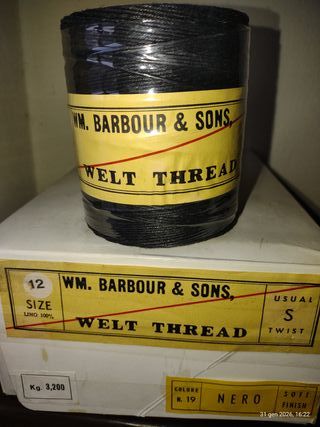 WM. BARBOUR & SONS,
WELT THREAD
12
SIZE
LINO 100%
WM. BARBOUR & SONS,
WELT THREAD
USUAL
S
TWIST
Kg. 3,200
COLORE
N. 19
NERO
SOFT
FINISH
31 gen 2026, 16:22